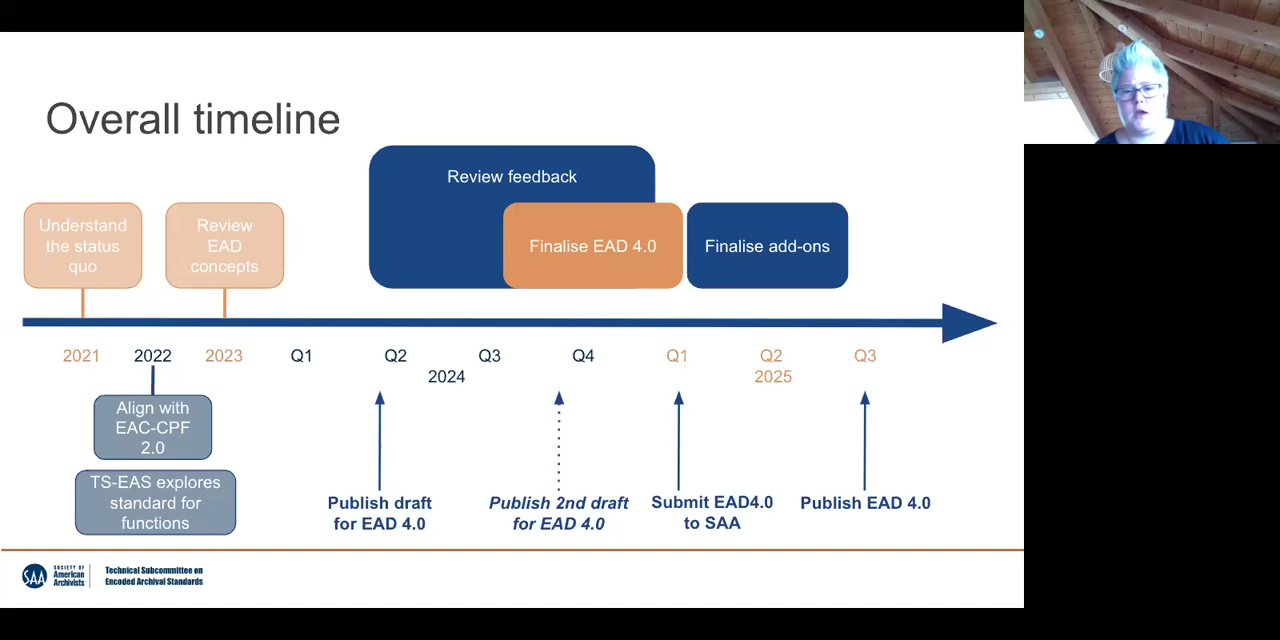 Overall timeline
Review feedback
Understand
the status
quo
Review
EAD
concepts
Finalise EAD 4.0
Finalise add-ons
2021
2022
2023
Q1
Q2
Q3
Q4
Q1
Q2
Q3
2024
2025
Align with
EAC-CPF
2.0
TS-EAS explores
standard for
functions
Publish draft
for EAD 4.0
Publish 2nd draft
for EAD 4.0
Submit EAD4.0
to SAA
Publish EAD 4.0
SAA
SOCIETY OF
American
Archivists
Technical Subcommittee on
Encoded Archival Standards